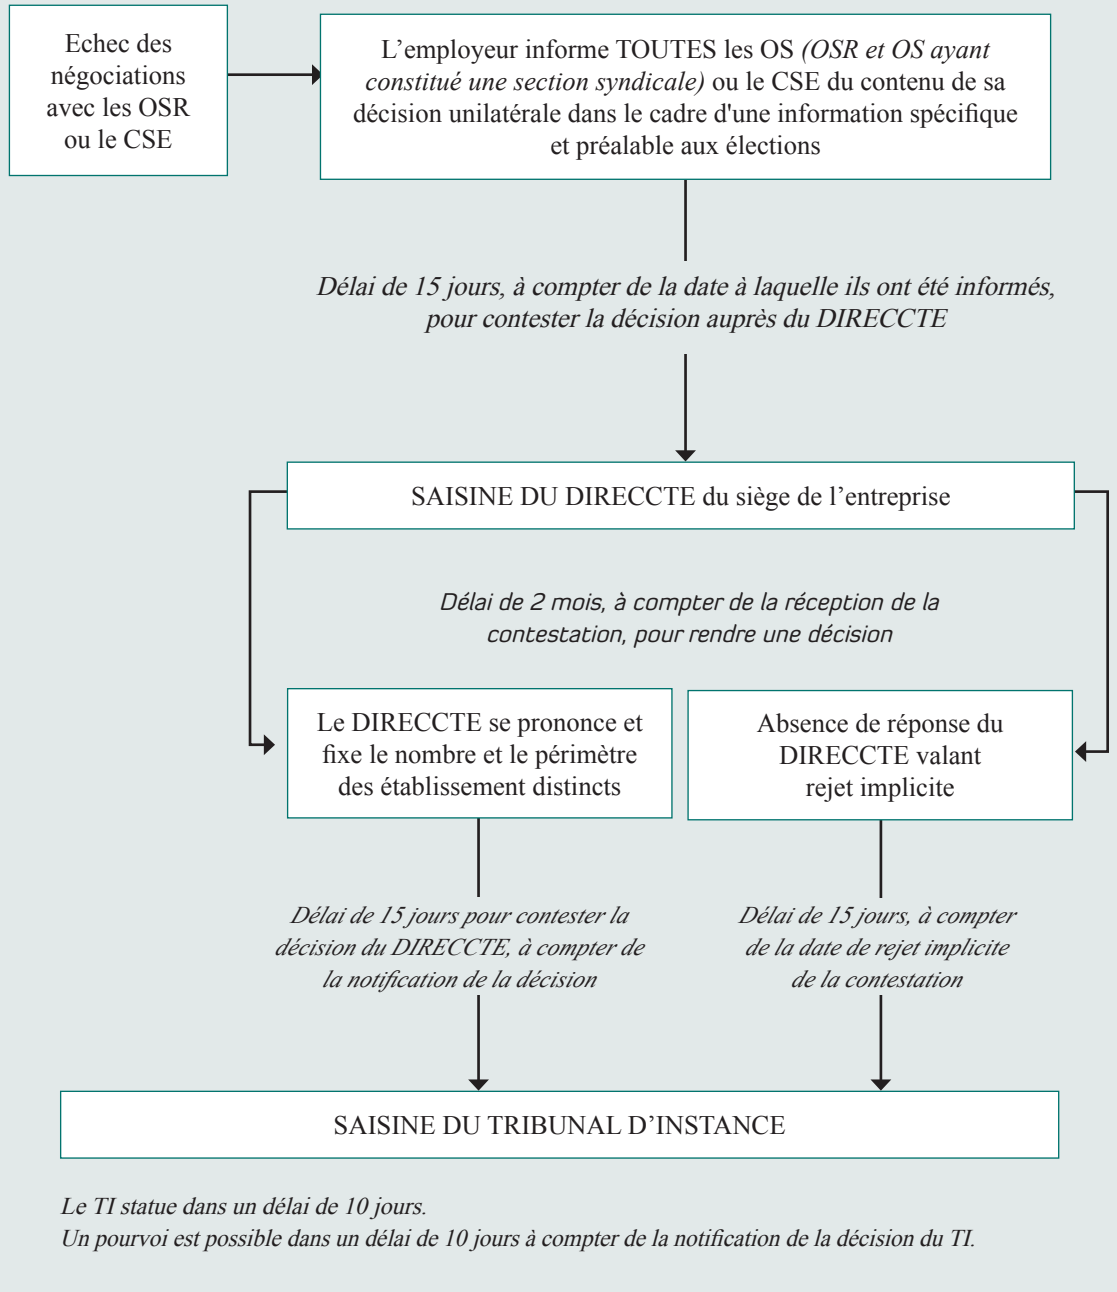 Echec des
négociations
avec les OSR
ou le CSE
L’employeur informe TOUTES les OS (OSR et OS ayant
constitué une section syndicale) ou le CSE du contenu de sa
décision unilatérale dans le cadre d'une information spécifique
et préalable aux élections
Délai de 15 jours, à compter de la date à laquelle ils ont été informés,
pour contester la décision auprès du DIRECCTE
SAISINE DU DIRECCTE du siège de l’entreprise
Délai de 2 mois, à compter de la réception de la
contestation, pour rendre une décision
Le DIRECCTE se prononce et
fixe le nombre et le périmètre
des établissement distincts
Absence de réponse du
DIRECCTE valant
rejet implicite
Délai de 15 jours pour contester la
décision du DIRECCTE, à compter de
la notification de la décision
Délai de 15 jours, à compter
de la date de rejet implicite
de la contestation
SAISINE DU TRIBUNAL D’INSTANCE
Le TI statue dans un délai de 10 jours.
Un pourvoi est possible dans un délai de 10 jours à compter de la notification de la décision du TI.